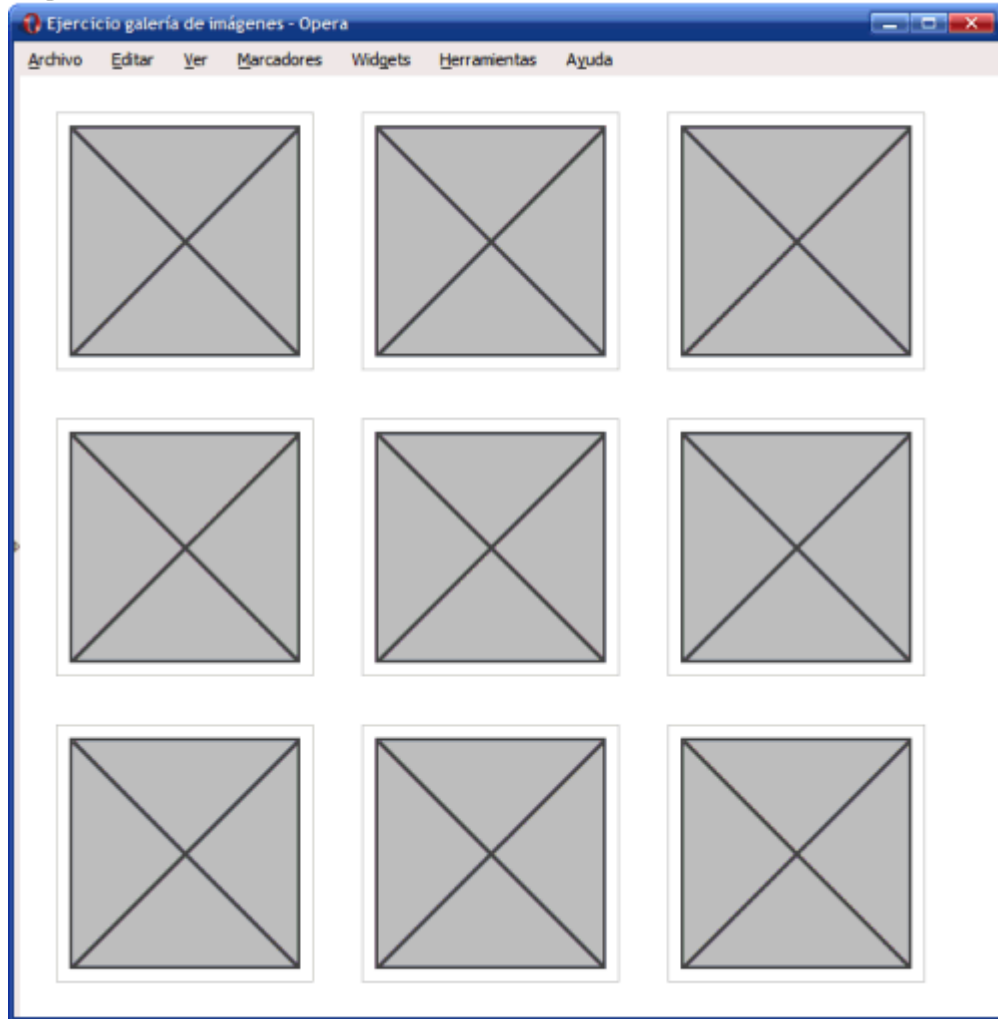 Ejercicio galería de imágenes - Opera
Archivo Editar Ver Marcadores Widgets Herramientas Ayuda